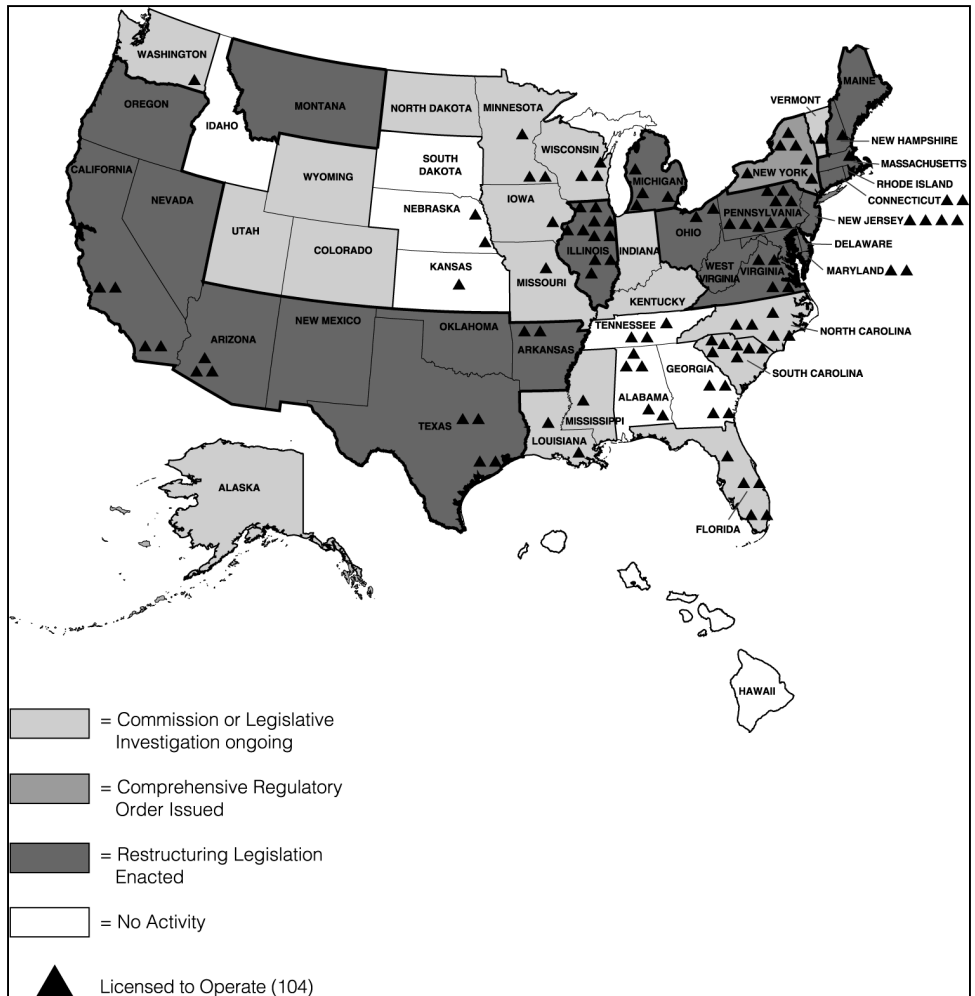 WASHINGTON
OREGON
IDAHO
MONTANA
NORTH DAKOTA
MINNESOTA
VERMONT
MAINE
NEW HAMPSHIRE
MASSACHUSETTS
RHODE ISLAND
CONNECTICUT
NEW JERSEY
DELAWARE
MARYLAND
CALIFORNIA
NEVADA
WYOMING
SOUTH
DAKOTA
WISCONSIN
MICHIGAN
NEW YORK
UTAH
COLORADO
NEBRASKA
IOWA
KANSAS
MISSOURI
ILLINOIS
INDIANA
OHIO
PENNSYLVANIA
WEST
VIRGINIA
VIRGINIA
KENTUCKY
ARIZONA
NEW MEXICO
OKLAHOMA
ARKANSAS
TENNESSEE
NORTH CAROLINA
SOUTH CAROLINA
GEORGIA
ALABAMA
MISSISSIPPI
TEXAS
LOUISIANA
FLORIDA
ALASKA
HAWAII
= Commission or Legislative
Investigation ongoing
= Comprehensive Regulatory
Order Issued
= Restructuring Legislation
Enacted
= No Activity
Licensed to Operate (104)